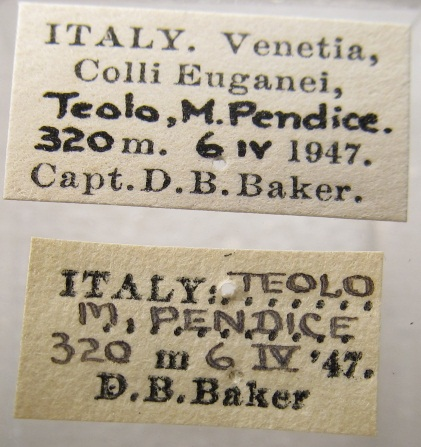 ITALY. Venetia,
Colli Euganei,
Teolo, M. Pendice.
320 m. 6 IV 1947.
Capt. D. B. Baker.
ITALY: TEOLO
M. PENDICE
320 m 6 IV '47.
D. B. Baker